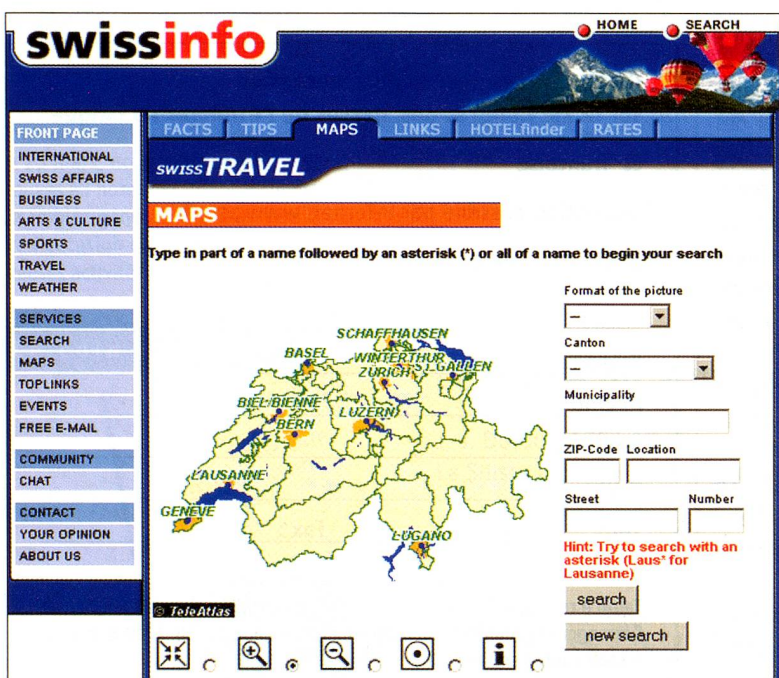 swissinfo
HOME
SEARCH
FRONT PAGE
INTERNATIONAL
SWISS AFFAIRS
BUSINESS
ARTS & CULTURE
SPORTS
TRAVEL
WEATHER
SERVICES
SEARCH
MAPS
TOPLINKS
EVENTS
FREE E-MAIL
COMMUNITY
CHAT
CONTACT
YOUR OPINION
ABOUT US
FACTS
TIPS
MAPS
LINKS
HOTELfinder
RATES
SWISSTRAVEL
MAPS
Type in part of a name followed by an asterisk (*) or all of a name to begin your search
SCHAFFHAUSEN
BASEL
WINTERTHUR
ST.GALLEN
ZÜRICH
BIEL/BIENNE
LUZERN
BERN
LAUSANNE
GENEVE
LUGANO
© TeleAtlas
Format of the picture
---
Canton
---
Municipality
ZIP-Code Location
Street Number
Hint: Try to search with an
asterisk (Laus* for
Lausanne)
search
new search